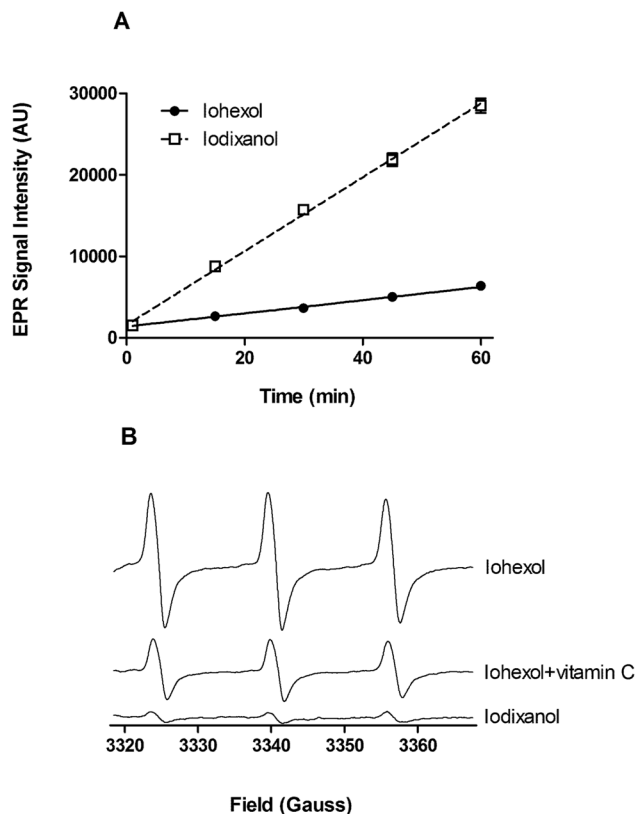 A
EPR Signal Intensity (AU)
30000
20000
10000
0
Iohexol
Iodixanol
0 20 40 60
Time (min)
B
Iohexol
Iohexol+vitamin C
Iodixanol
3320 3330 3340 3350 3360
Field (Gauss)